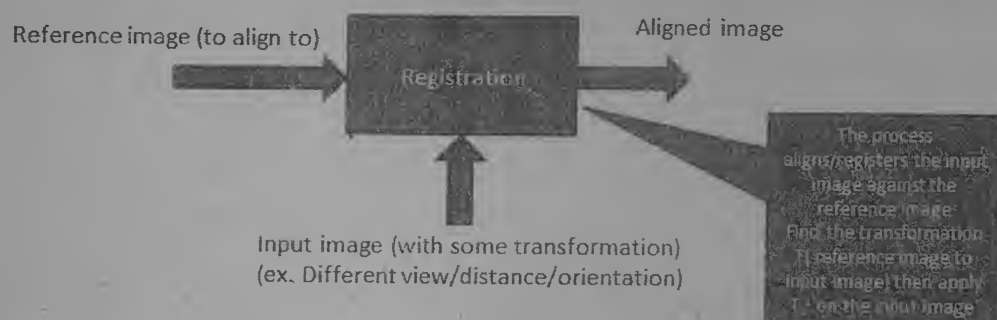 Reference image (to align to)
Aligned image
Registration
Input image (with some transformation)
(ex. Different view/distance/orientation)
The process
aligns/registers the input
image against the
reference image
Find the transformation
reference image to
input image) then apply
on the input image